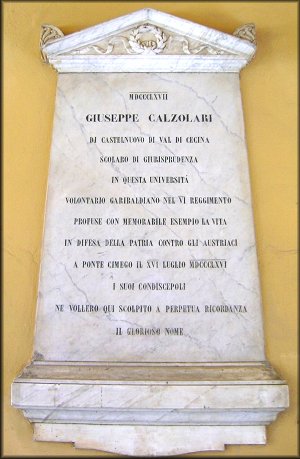 MDCCCLXVII
GIUSEPPE CALZOLARI
DI CASTELNUOVO DI VAL DI CECINA
SCOLARO DI GIURISPRUDENZA
IN QUESTA UNIVERSITÁ
VOLONTARIO GARIBALDIANO NEL VI REGGIMENTO
PROFUSE CON MEMORABILE ESEMPIO LA VITA
IN DIFESA DELLA PATRIA CONTRO GLI AUSTRIACI
A PONTE CIMEGO IL XVI LUGLIO MDCCCLXVI
I SUOI CONDISCEPOLI
NE VOLLERO QUI SCOLPITO A PERPETUA RICORDANZA
IL GLORIOSO NOME